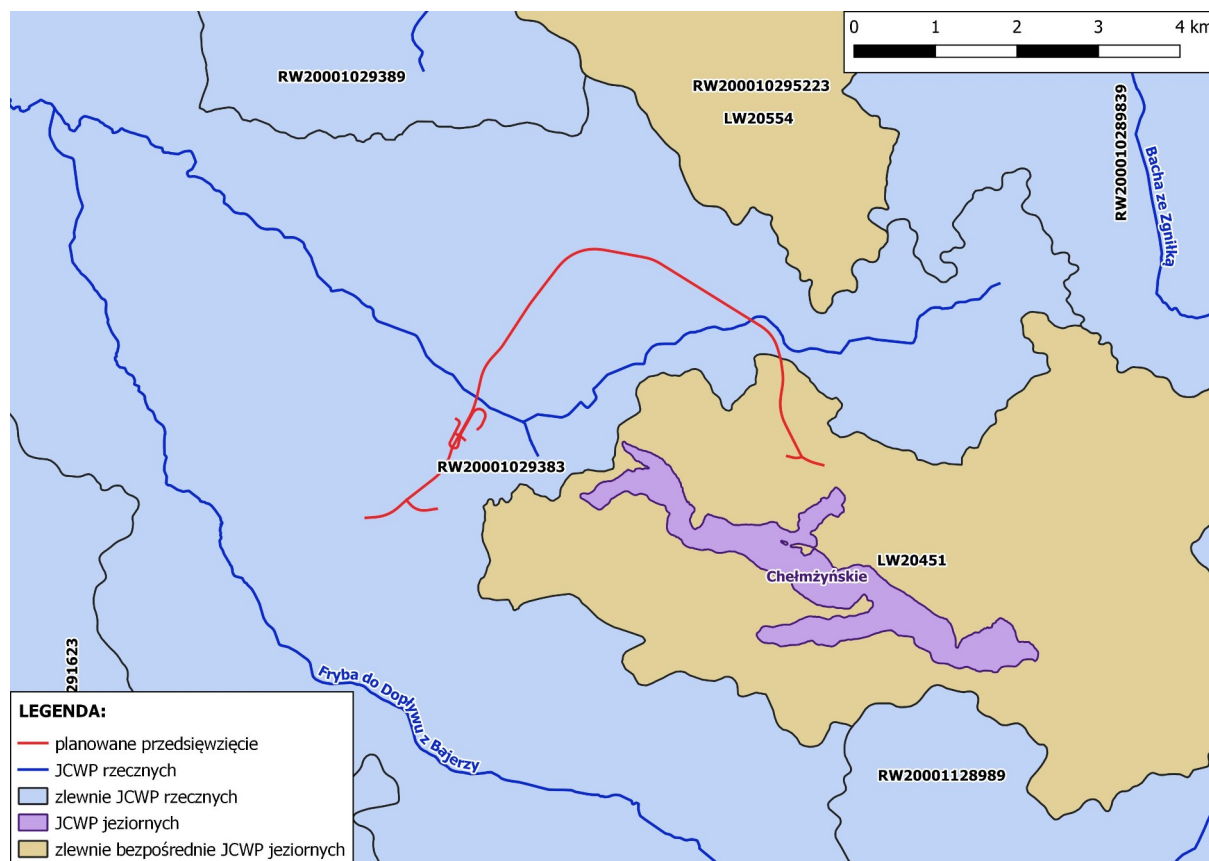 0 1 2 3 4 km
RW20001029389
RW200010295223
LW20554
RW200010289839
Bacha ze Zgniłką
RW20001029383
LW20451
Chełmżyńskie
291623
Fryba do Dopływu z Bajerzy
RW20001128989
LEGENDA:
planowane przedsięwzięcie
JCWP rzecznych
zlewnie JCWP rzecznych
JCWP jeziornych
zlewnie bezpośrednie JCWP jeziornych